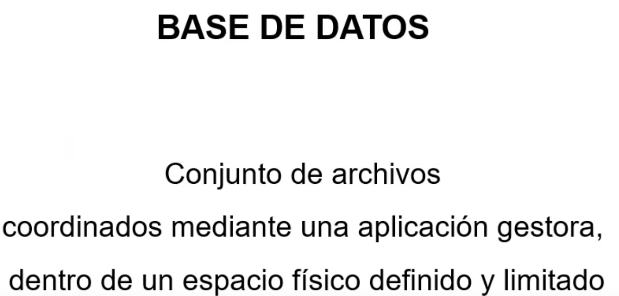 BASE DE DATOS
Conjunto de archivos
coordinados mediante una aplicación gestora,
dentro de un espacio físico definido y limitado